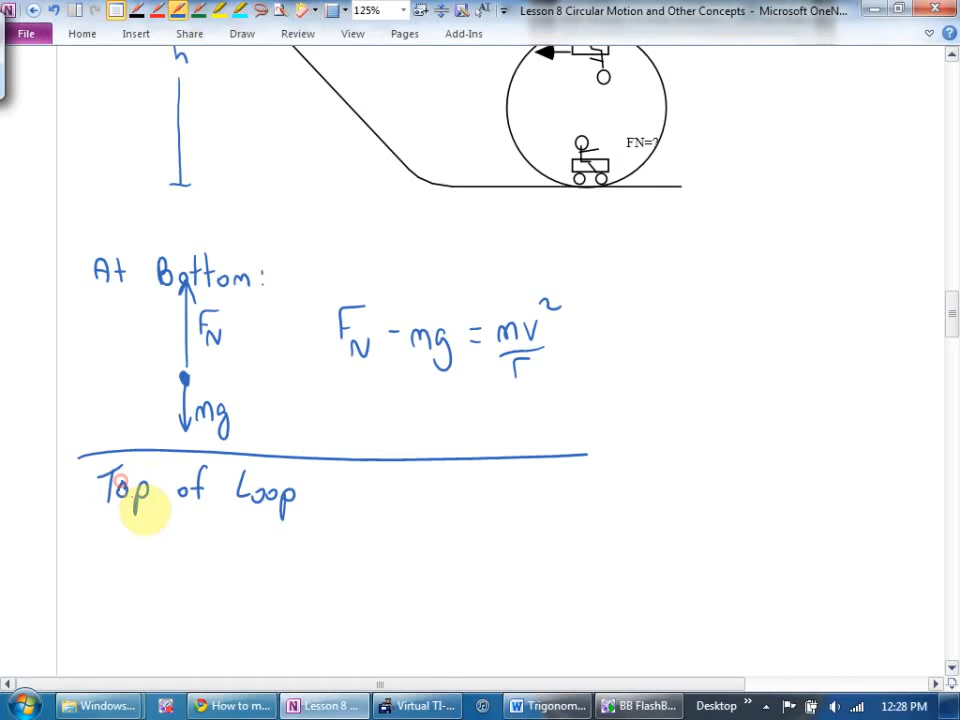 125%
Lesson 8 Circular Motion and Other Concepts - Microsoft OneN...
File Home Insert Share Draw Review View Pages Add-Ins
h
FN=?
At Bottom:
FN
FN - mg = mv²/r
mg
Top of Loop
Windows... How to m... Lesson 8 ... Virtual TI-... Trigonom... BB FlashB... Desktop » 12:28 PM